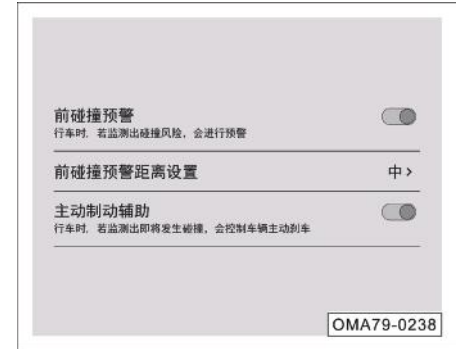 前碰撞预警
行车时，若监测出碰撞风险，会进行预警
前碰撞预警距离设置
中>
主动制动辅助
行车时，若监测出即将发生碰撞，会控制车辆主动刹车
OMA79-0238